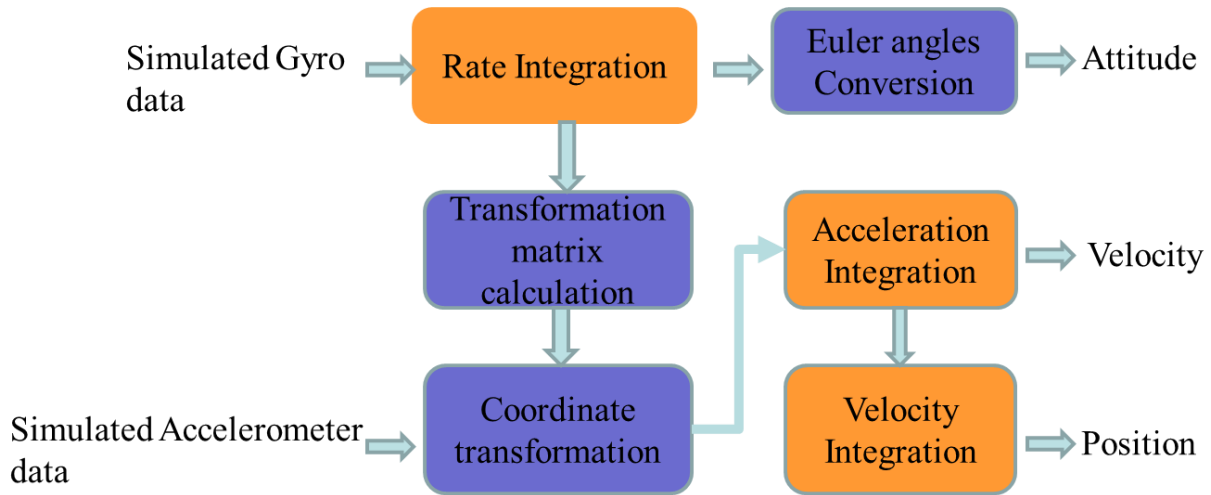 Simulated Gyro
data
Rate Integration
Euler angles
Conversion
Attitude
Transformation
matrix
calculation
Acceleration
Integration
Velocity
Simulated Accelerometer
data
Coordinate
transformation
Velocity
Integration
Position